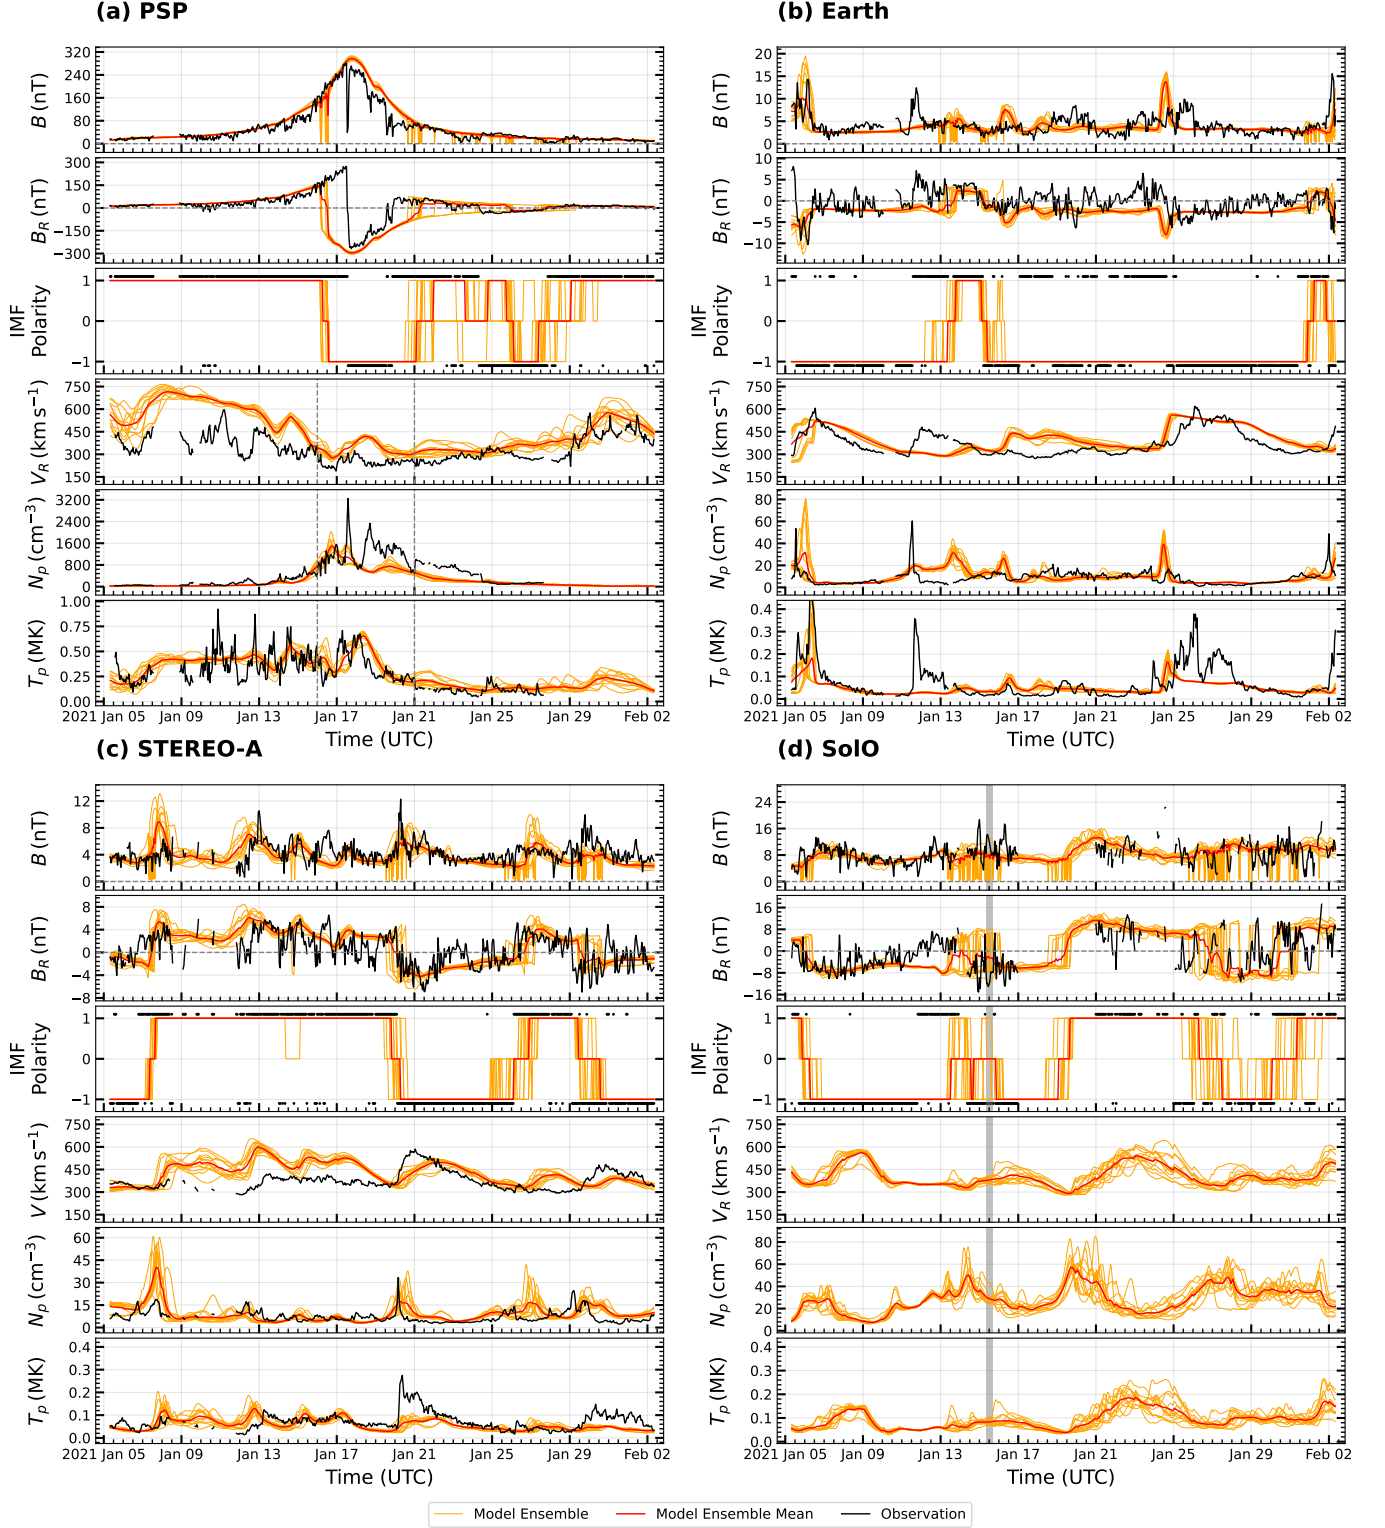 (a) PSP
B (nT)
320
240
160
80
0
B_R (nT)
300
150
0
−150
−300
IMF
Polarity
1
0
−1
V_R (km s⁻¹)
750
600
450
300
150
N_p (cm⁻³)
3200
2400
1600
800
0
T_p (MK)
1.00
0.75
0.50
0.25
0.00
2021 Jan 05 Jan 09 Jan 13 Jan 17 Jan 21 Jan 25 Jan 29 Feb 02
Time (UTC)
(b) Earth
B (nT)
20
15
10
5
0
B_R (nT)
10
5
0
−5
−10
IMF
Polarity
1
0
−1
V_R (km s⁻¹)
750
600
450
300
150
N_p (cm⁻³)
80
60
40
20
0
T_p (MK)
0.4
0.3
0.2
0.1
0.0
2021 Jan 05 Jan 09 Jan 13 Jan 17 Jan 21 Jan 25 Jan 29 Feb 02
Time (UTC)
(c) STEREO-A
B (nT)
12
8
4
0
B_R (nT)
8
4
0
−4
−8
IMF
Polarity
1
0
−1
V (km s⁻¹)
750
600
450
300
150
N_p (cm⁻³)
60
45
30
15
0
T_p (MK)
0.4
0.3
0.2
0.1
0.0
2021 Jan 05 Jan 09 Jan 13 Jan 17 Jan 21 Jan 25 Jan 29 Feb 02
Time (UTC)
(d) SolO
B (nT)
24
16
8
0
B_R (nT)
16
8
0
−8
−16
IMF
Polarity
1
0
−1
V_R (km s⁻¹)
750
600
450
300
150
N_p (cm⁻³)
80
60
40
20
0
T_p (MK)
0.4
0.3
0.2
0.1
0.0
2021 Jan 05 Jan 09 Jan 13 Jan 17 Jan 21 Jan 25 Jan 29 Feb 02
Time (UTC)
Model Ensemble Model Ensemble Mean Observation